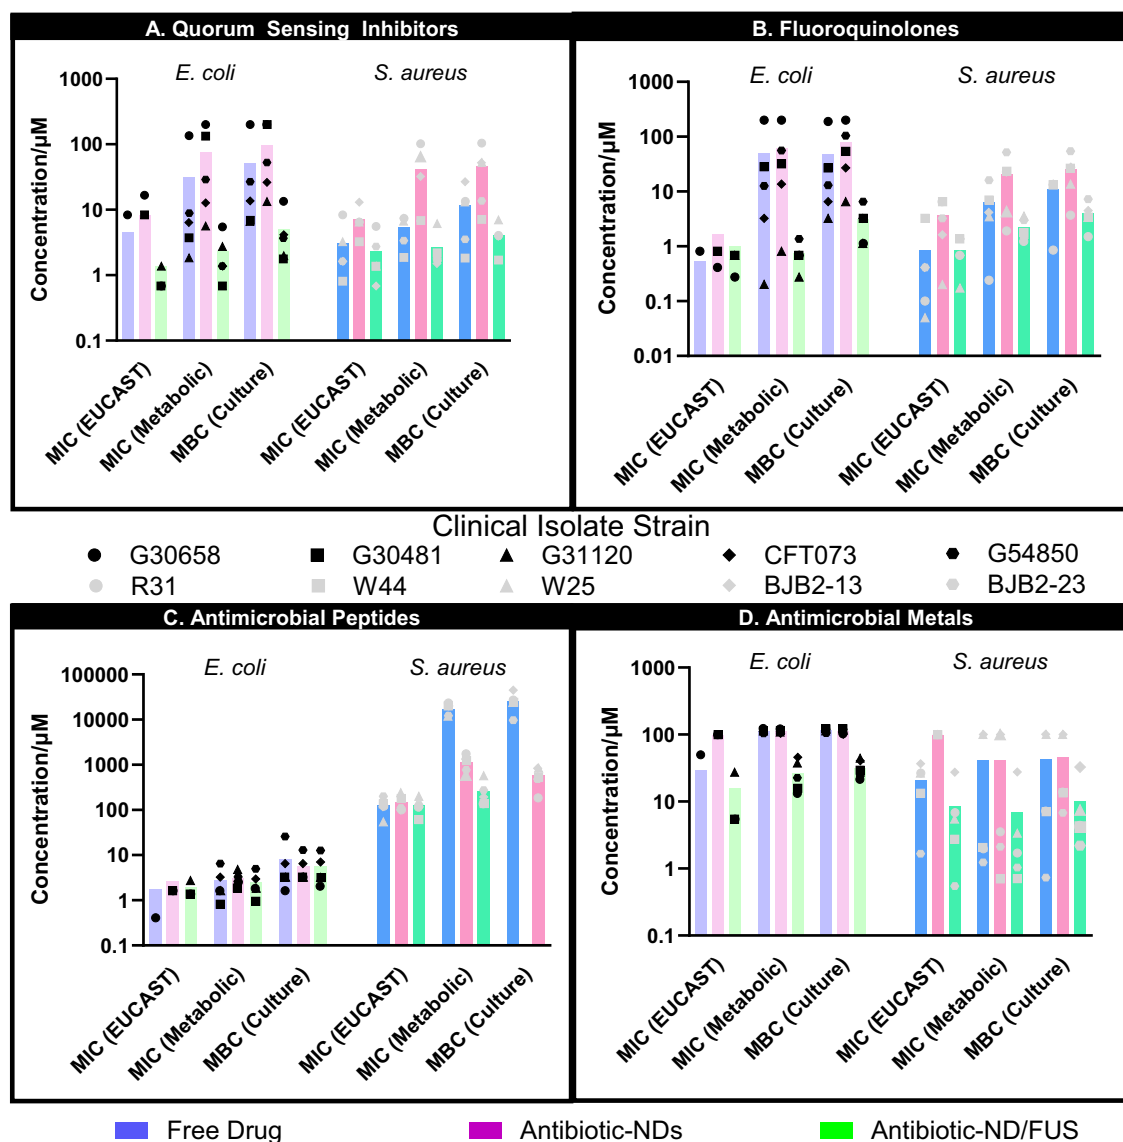 A. Quorum Sensing Inhibitors
E. coli
S. aureus
Concentration/µM
1000
100
10
1
0.1
MIC (EUCAST)
MIC (Metabolic)
MBC (Culture)
MIC (EUCAST)
MIC (Metabolic)
MBC (Culture)
B. Fluoroquinolones
E. coli
S. aureus
Concentration/µM
1000
100
10
1
0.1
0.01
MIC (EUCAST)
MIC (Metabolic)
MBC (Culture)
MIC (EUCAST)
MIC (Metabolic)
MBC (Culture)
Clinical Isolate Strain
G30658 G30481 G31120 CFT073 G54850
R31 W44 W25 BJB2-13 BJB2-23
C. Antimicrobial Peptides
E. coli
S. aureus
Concentration/µM
100000
10000
1000
100
10
1
0.1
MIC (EUCAST)
MIC (Metabolic)
MBC (Culture)
MIC (EUCAST)
MIC (Metabolic)
MBC (Culture)
D. Antimicrobial Metals
E. coli
S. aureus
Concentration/µM
1000
100
10
1
0.1
MIC (EUCAST)
MIC (Metabolic)
MBC (Culture)
MIC (EUCAST)
MIC (Metabolic)
MBC (Culture)
Free Drug Antibiotic-NDs Antibiotic-ND/FUS